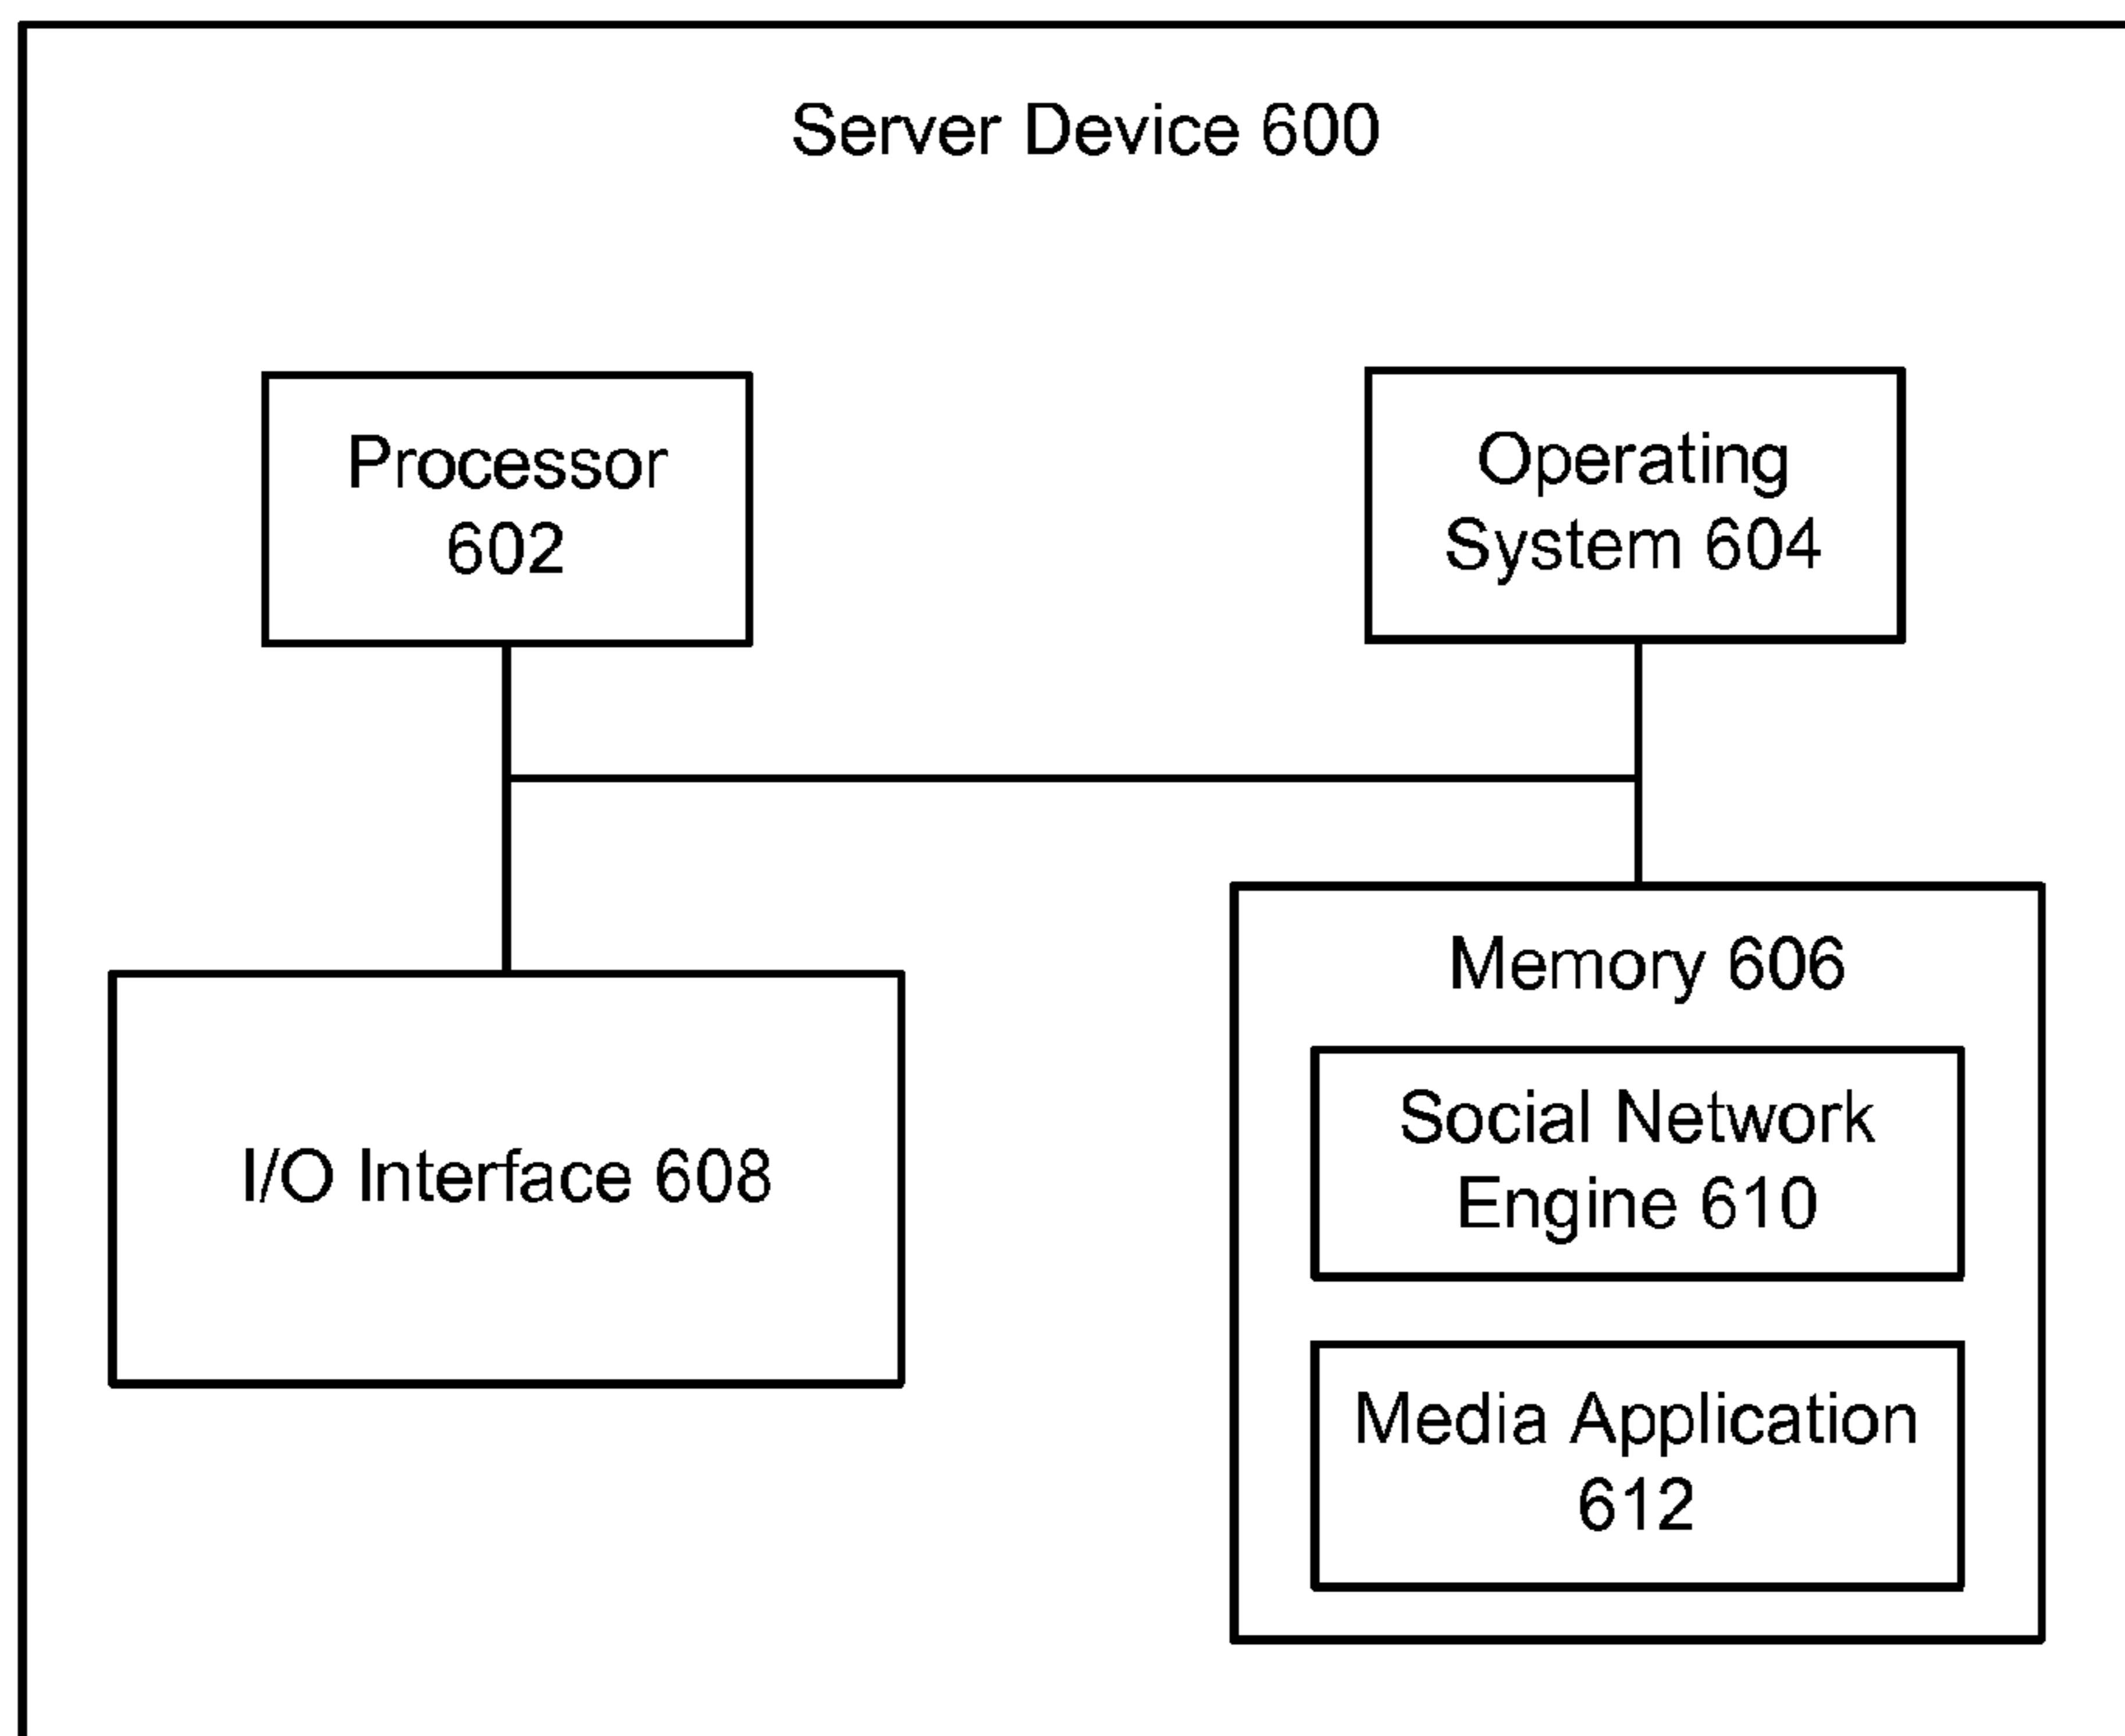 Server Device 600
Processor
602
Operating
System 604
I/O Interface 608
Memory 606
Social Network
Engine 610
Media Application
612